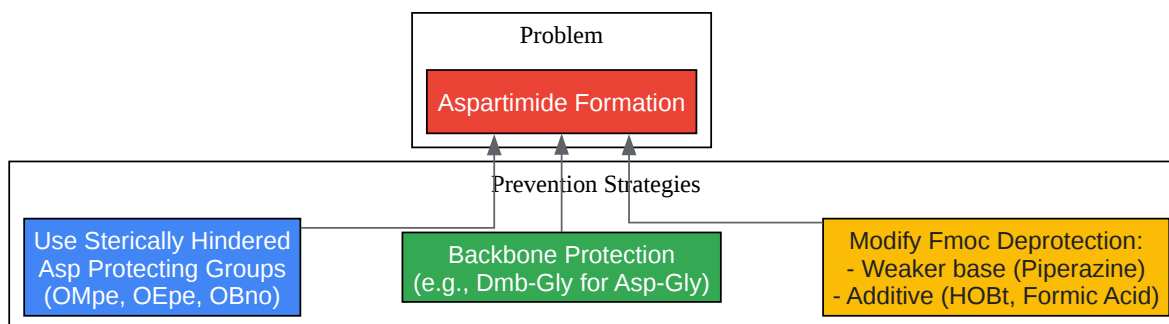 Problem
Aspartimide Formation
Prevention Strategies
Use Sterically Hindered
Asp Protecting Groups
(OMpe, OEpe, OBno)
Backbone Protection
(e.g., Dmb-Gly for Asp-Gly)
Modify Fmoc Deprotection:
- Weaker base (Piperazine)
- Additive (HOBt, Formic Acid)